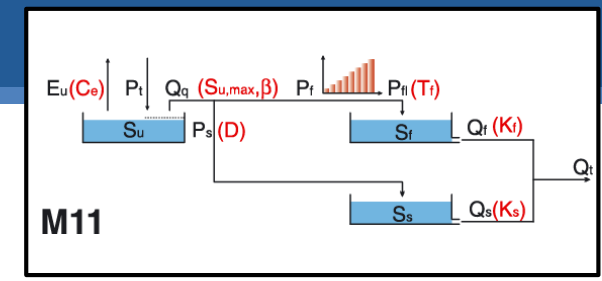 Eu(Ce) Pt Qq (Su,max,β) Pf Pfl(Tf)
Su Ps(D) Sf Qf (Kf)
Qt
M11 Ss Qs(Ks)